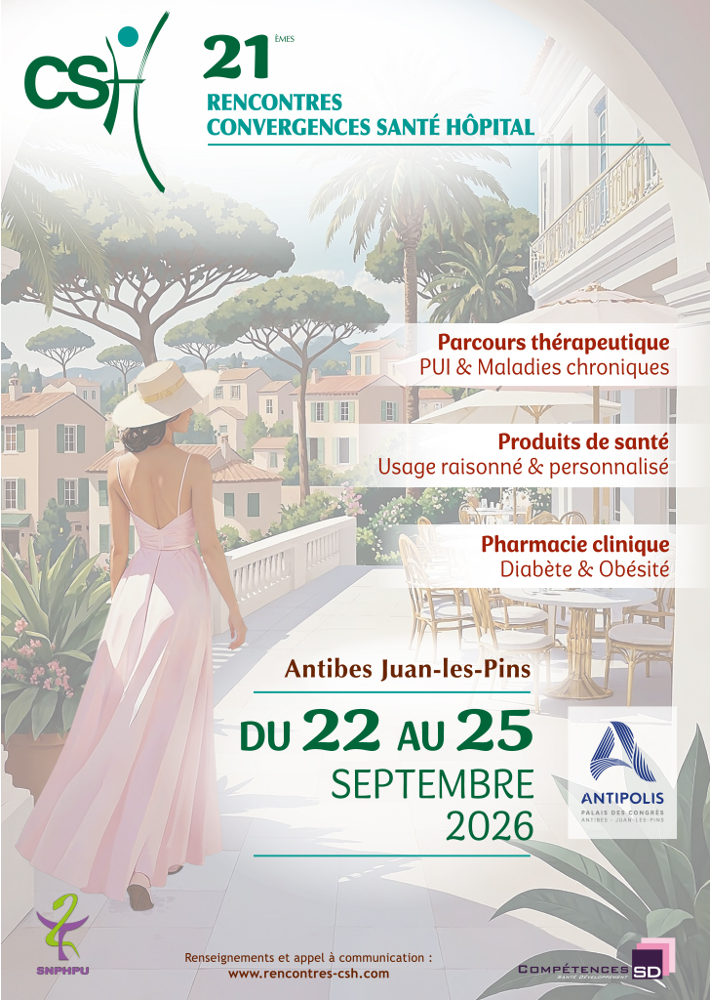 CSH
21 ÈMES
RENCONTRES
CONVERGENCES SANTÉ HÔPITAL
Parcours thérapeutique
PUI & Maladies chroniques
Produits de santé
Usage raisonné & personnalisé
Pharmacie clinique
Diabète & Obésité
Antibes Juan-les-Pins
DU 22 AU 25
SEPTEMBRE
2026
ANTIPOLIS
PALAIS DES CONGRÈS
ANTIBES - JUAN-LES-PINS
SNPHPU
Renseignements et appel à communication :
www.rencontres-csh.com
COMPÉTENCES SD
SANTÉ DÉVELOPPEMENT